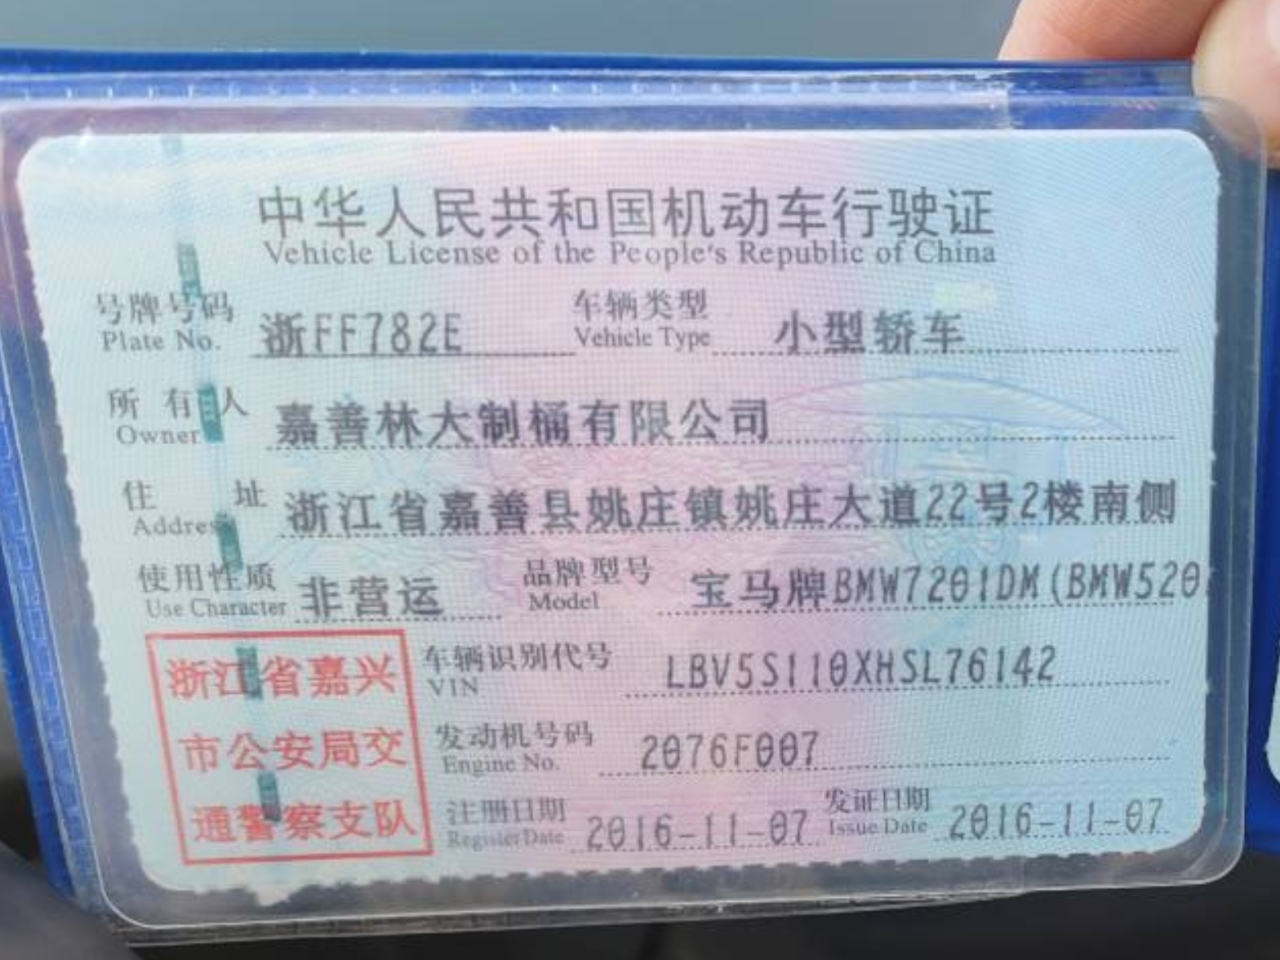 中华人民共和国机动车行驶证
Vehicle License of the People's Republic of China
号牌号码 浙FF782E 车辆类型 小型轿车
Plate No. Vehicle Type
所有人 嘉善林大制桶有限公司
Owner
住址 浙江省嘉善县姚庄镇姚庄大道22号2楼南侧
Address
使用性质 非营运 品牌型号 宝马牌BMW7201DM(BMW520
Use Character Model
浙江省嘉兴
市公安局交
通警察支队
车辆识别代号 LBV5S110XHSL76142
VIN
发动机号码 2076F007
Engine No.
注册日期 2016-11-07 发证日期 2016-11-07
Register Date Issue Date